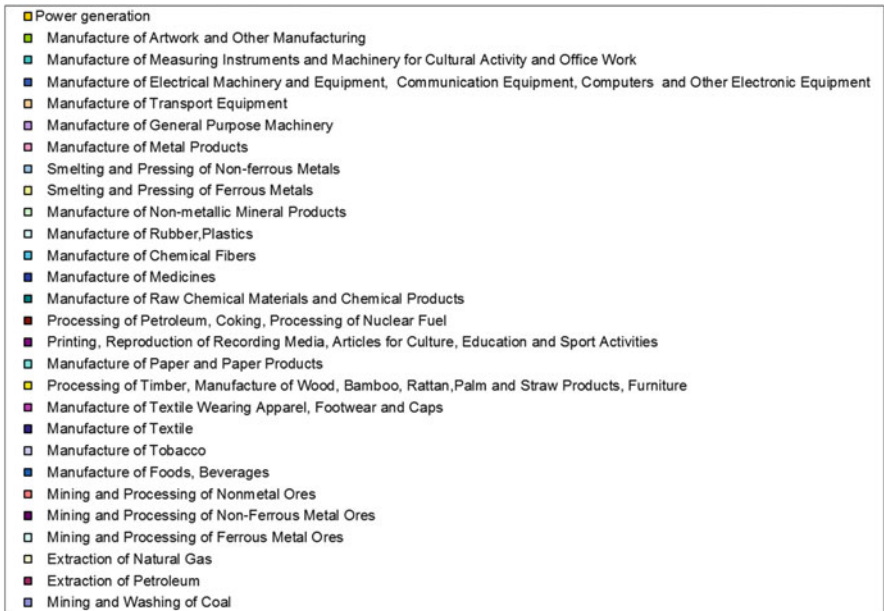 Power generation
Manufacture of Artwork and Other Manufacturing
Manufacture of Measuring Instruments and Machinery for Cultural Activity and Office Work
Manufacture of Electrical Machinery and Equipment, Communication Equipment, Computers and Other Electronic Equipment
Manufacture of Transport Equipment
Manufacture of General Purpose Machinery
Manufacture of Metal Products
Smelting and Pressing of Non-ferrous Metals
Smelting and Pressing of Ferrous Metals
Manufacture of Non-metallic Mineral Products
Manufacture of Rubber,Plastics
Manufacture of Chemical Fibers
Manufacture of Medicines
Manufacture of Raw Chemical Materials and Chemical Products
Processing of Petroleum, Coking, Processing of Nuclear Fuel
Printing, Reproduction of Recording Media, Articles for Culture, Education and Sport Activities
Manufacture of Paper and Paper Products
Processing of Timber, Manufacture of Wood, Bamboo, Rattan,Palm and Straw Products, Furniture
Manufacture of Textile Wearing Apparel, Footwear and Caps
Manufacture of Textile
Manufacture of Tobacco
Manufacture of Foods, Beverages
Mining and Processing of Nonmetal Ores
Mining and Processing of Non-Ferrous Metal Ores
Mining and Processing of Ferrous Metal Ores
Extraction of Natural Gas
Extraction of Petroleum
Mining and Washing of Coal